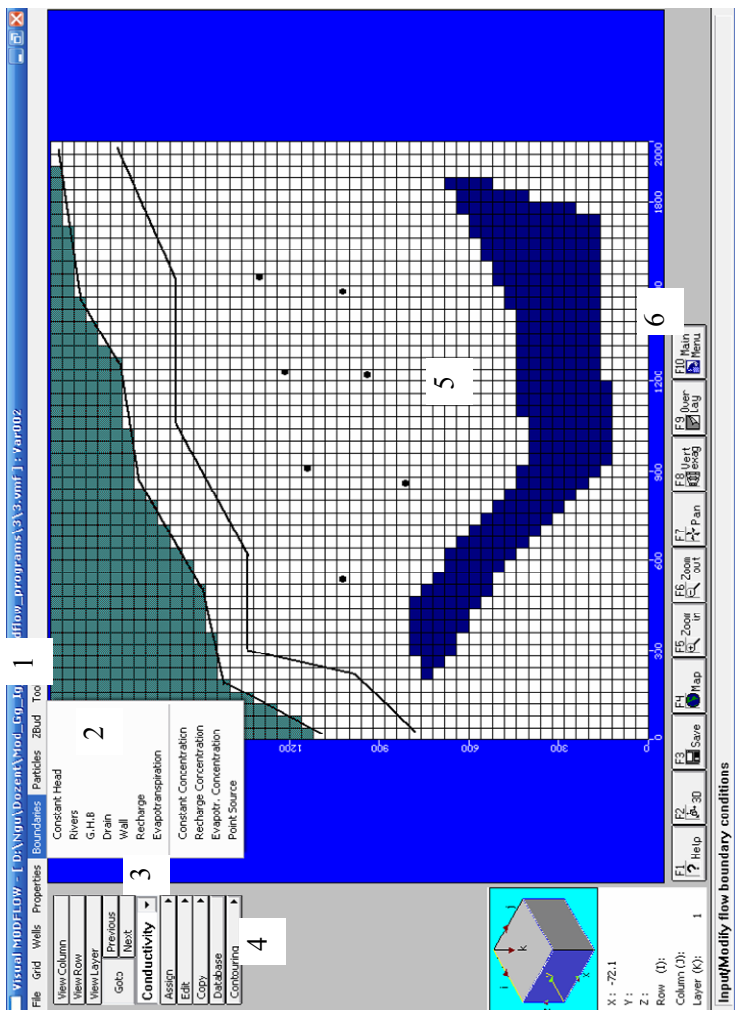 Visual MODFLOW - [ D:\Ngu\Dozent\Mod_Gg_Ig dflow_programs\3\3.vmf ] : Var002
1
File Grid Wells Properties Boundaries Particles ZBud Too
Constant Head
Rivers
G.H.B
Drain
Wall
Recharge
Evapotranspiration
Constant Concentration
Recharge Concentration
Evapotr. Concentration
Point Source
2
View Column
View Row
View Layer
Goto Previous
Next
Conductivity
3
Assign
Edit
Copy
Database
Contouring
4
5
1200
900
600
300
0
0 300 600 900 1200 1800 2000
6
X : -72.1
Y :
Z :
Row (I):
Column (J):
Layer (K): 1
F1 Help
F2 3D
F3 Save
F4 Map
F5 Zoom in
F6 Zoom out
F7 Pan
F8 Vert exag
F9 Over lay
F10 Main Menu
Input/Modify flow boundary conditions